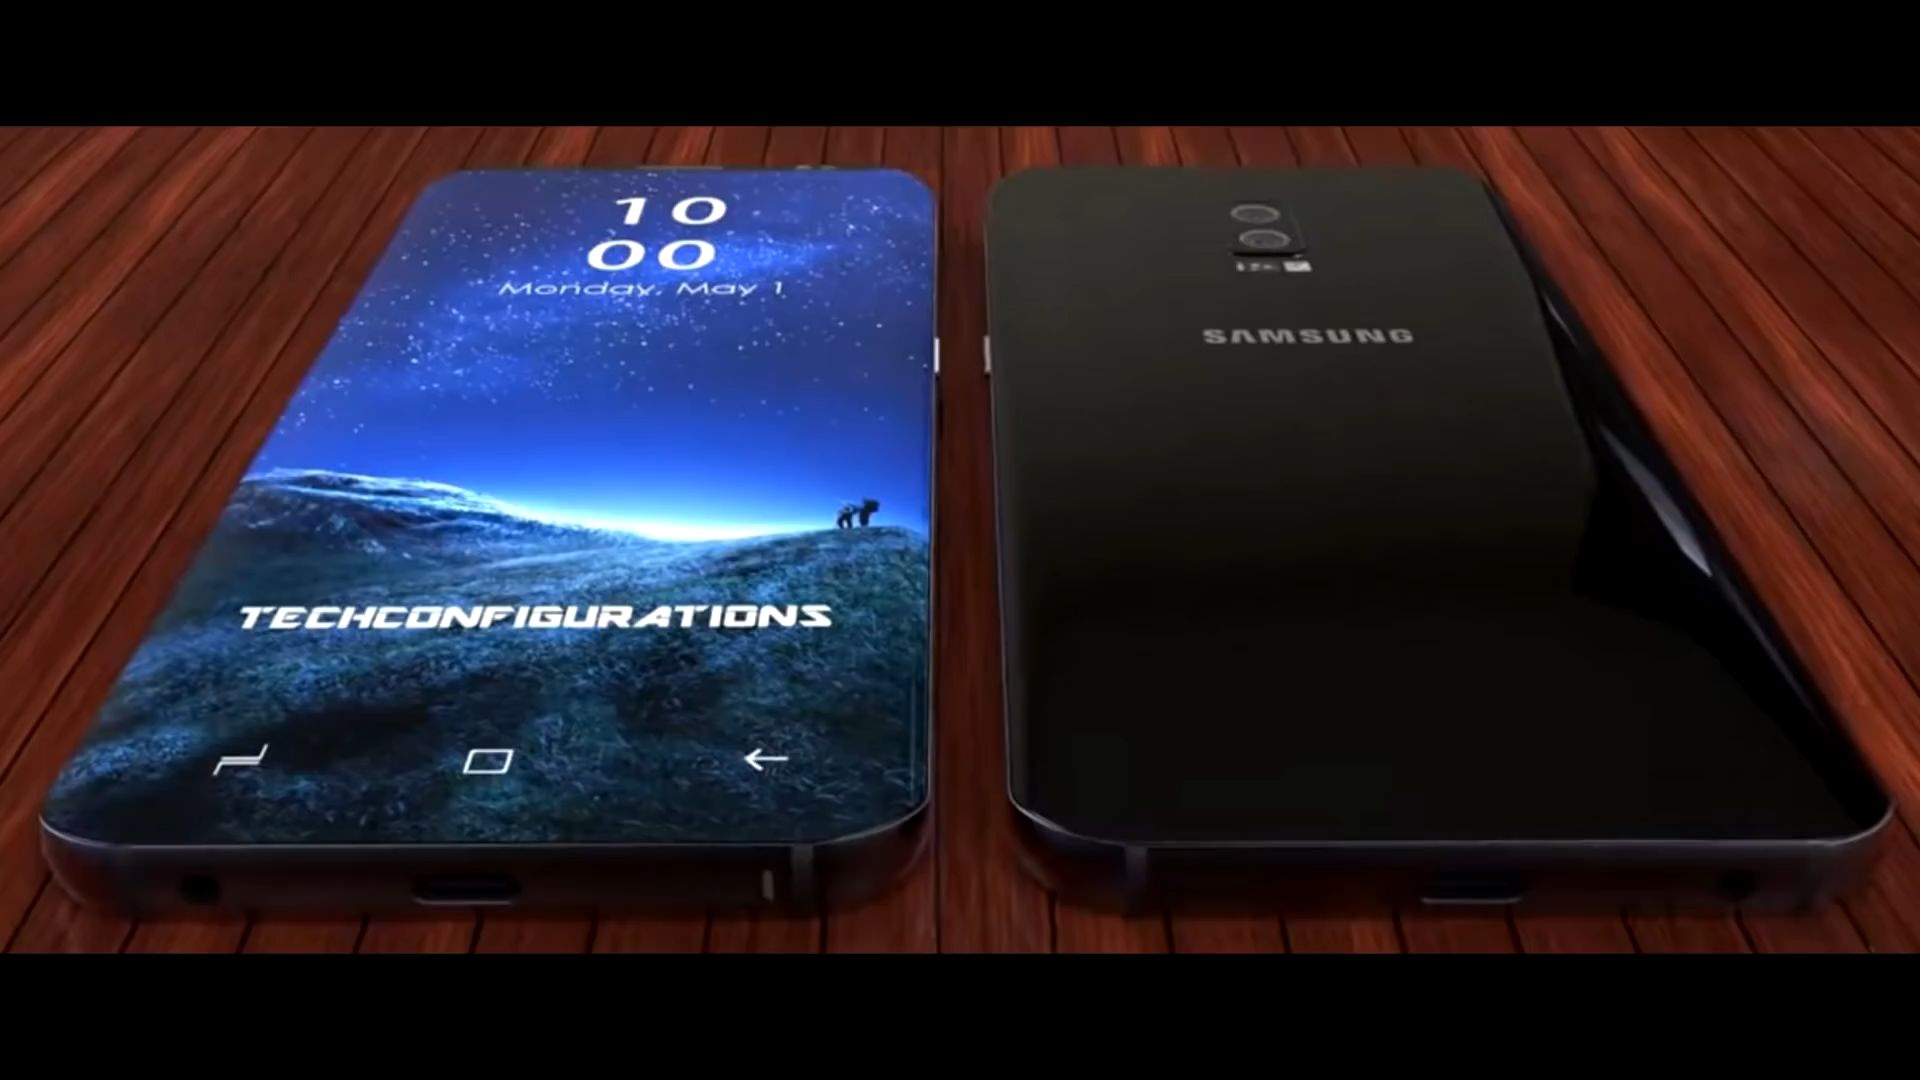 10
00
Monday, May 1
TECHCONFIGURATIONS
SAMSUNG